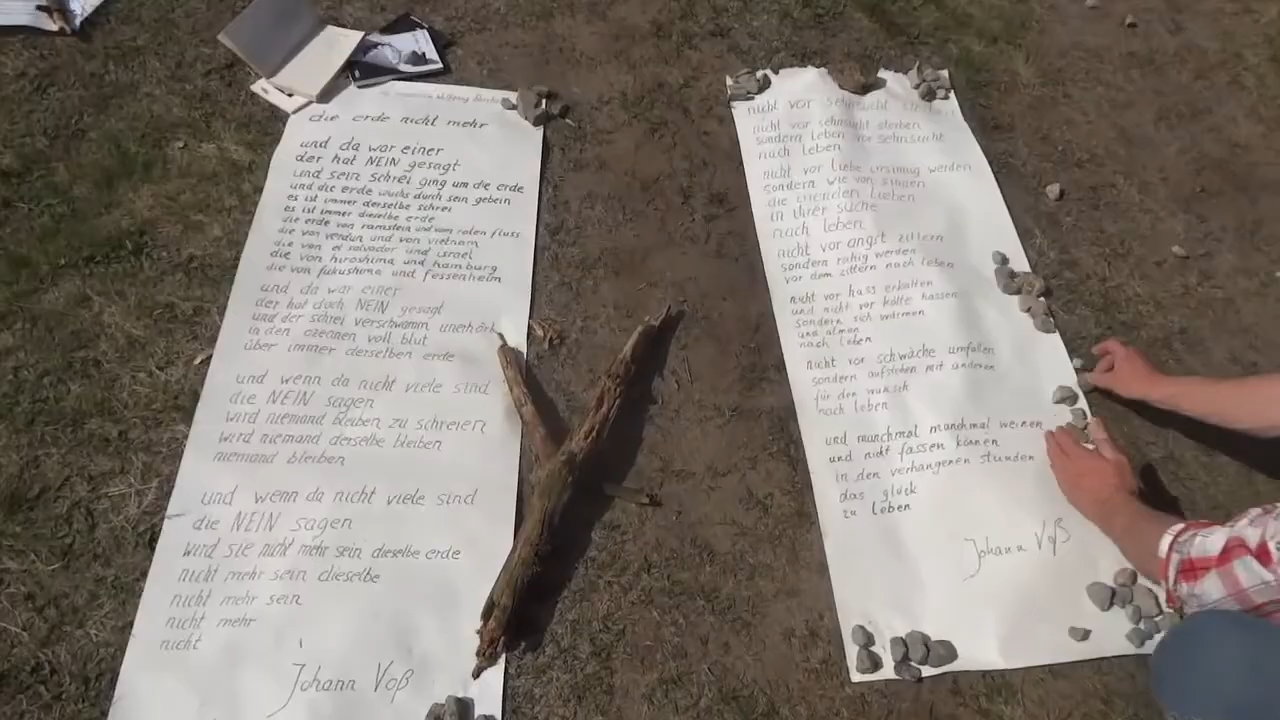 die erde nicht mehr
und da war einer
der hat NEIN gesagt
und sein schrei ging um die erde
und die erde wuchs durch sein gebein
es ist immer derselbe schrei
es ist immer dieselbe erde
die erde von ramstein und vom roten fluss
die von verdun und von vietnam
die von el salvador und israel
die von hiroshima und hamburg
die von fukushima und fessenheim
und da war einer
der hat doch NEIN gesagt
und der schrei verschwamm unerhört
in den ozeanen voll blut
über immer derselben erde
und wenn da nicht viele sind
die NEIN sagen
wird niemand bleiben zu schreien
wird niemand derselbe bleiben
niemand bleiben
und wenn da nicht viele sind
die NEIN sagen
wird sie nicht mehr sein dieselbe erde
nicht mehr sein dieselbe
nicht mehr sein
nicht mehr
nicht
Johann Voß
nicht vor sehnsucht sterben
nicht vor sehnsucht sterben
sondern leben vor sehnsucht
nach leben
nicht vor liebe irrsinnig werden
sondern wie von sinnen
die lieben
in ihrer suche
nach leben
nicht vor angst zittern
sondern ruhig werden
vor dem zittern nach leben
nicht vor hass erkalten
und nicht vor kälte hassen
sondern sich wärmen
und atmen
nach leben
nicht vor schwäche umfallen
sondern aufstehen mit anderen
für den wunsch
nach leben
und manchmal manchmal weinen
und nicht fassen können
in den verhangenen stunden
das glück
zu leben
Johann Voß